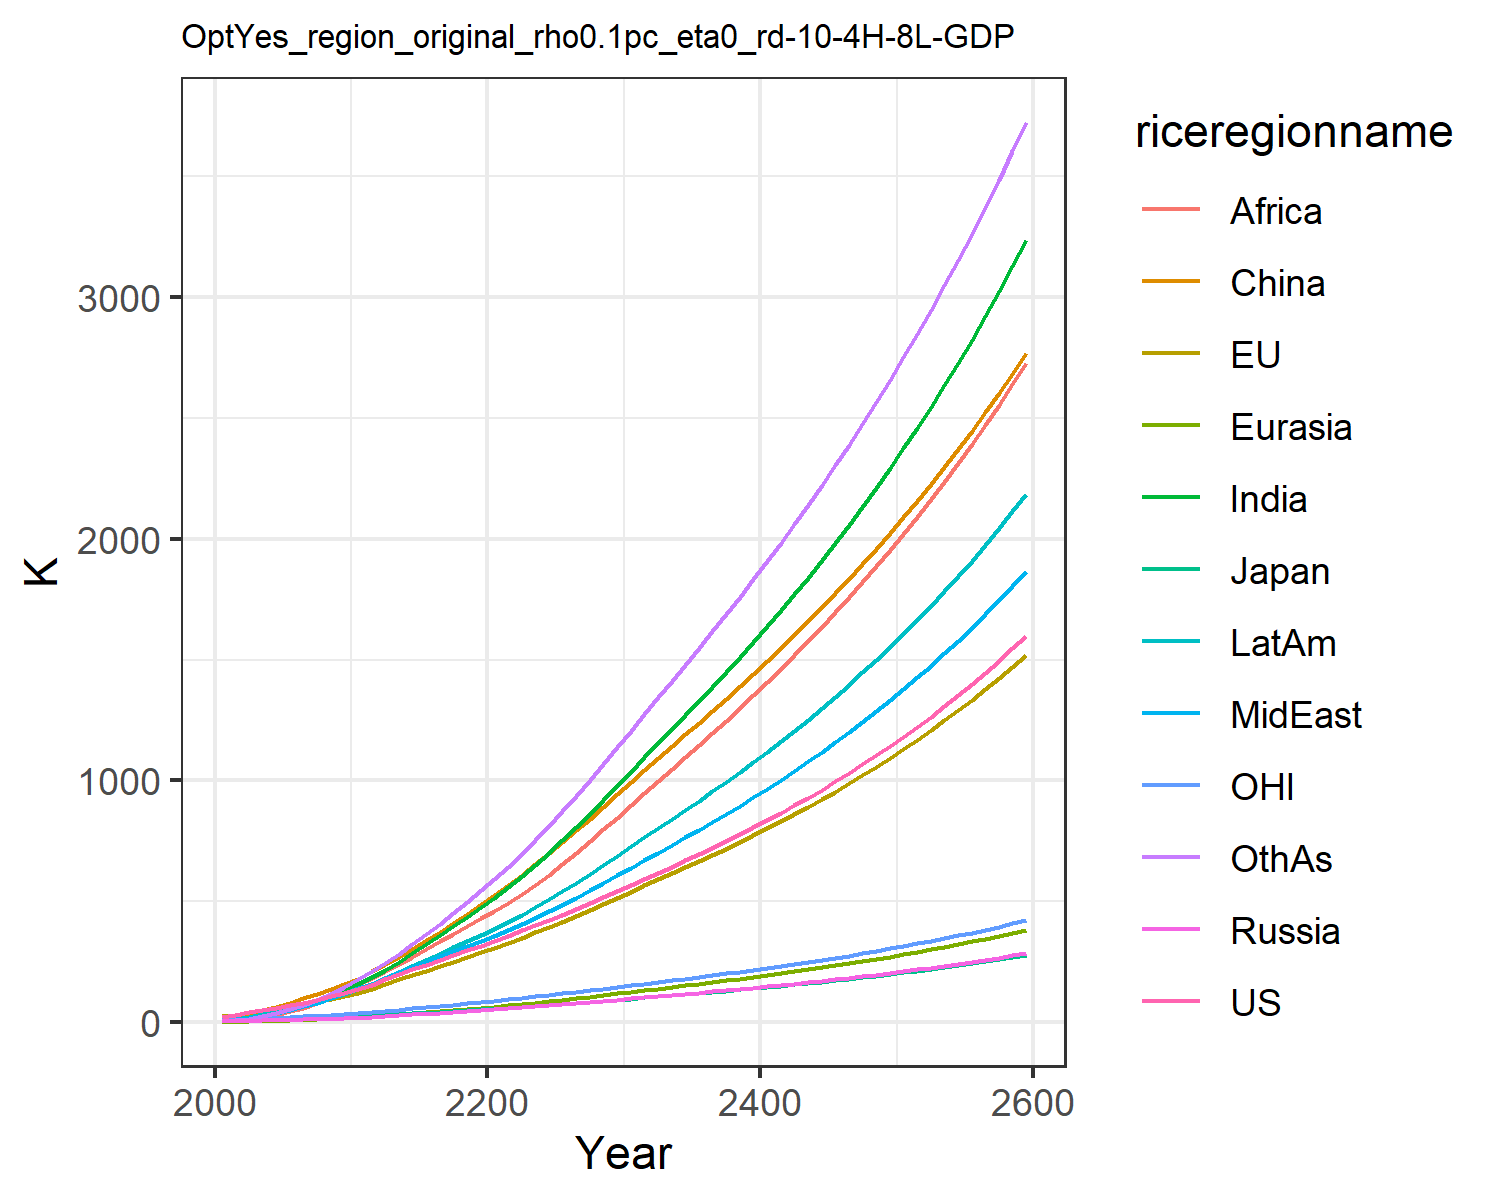 OptYes_region_original_rho0.1pc_eta0_rd-10-4H-8L-GDP
riceregionname
Africa
China
EU
Eurasia
India
Japan
LatAm
MidEast
OHI
OthAs
Russia
US
K
3000
2000
1000
0
2000 2200 2400 2600
Year